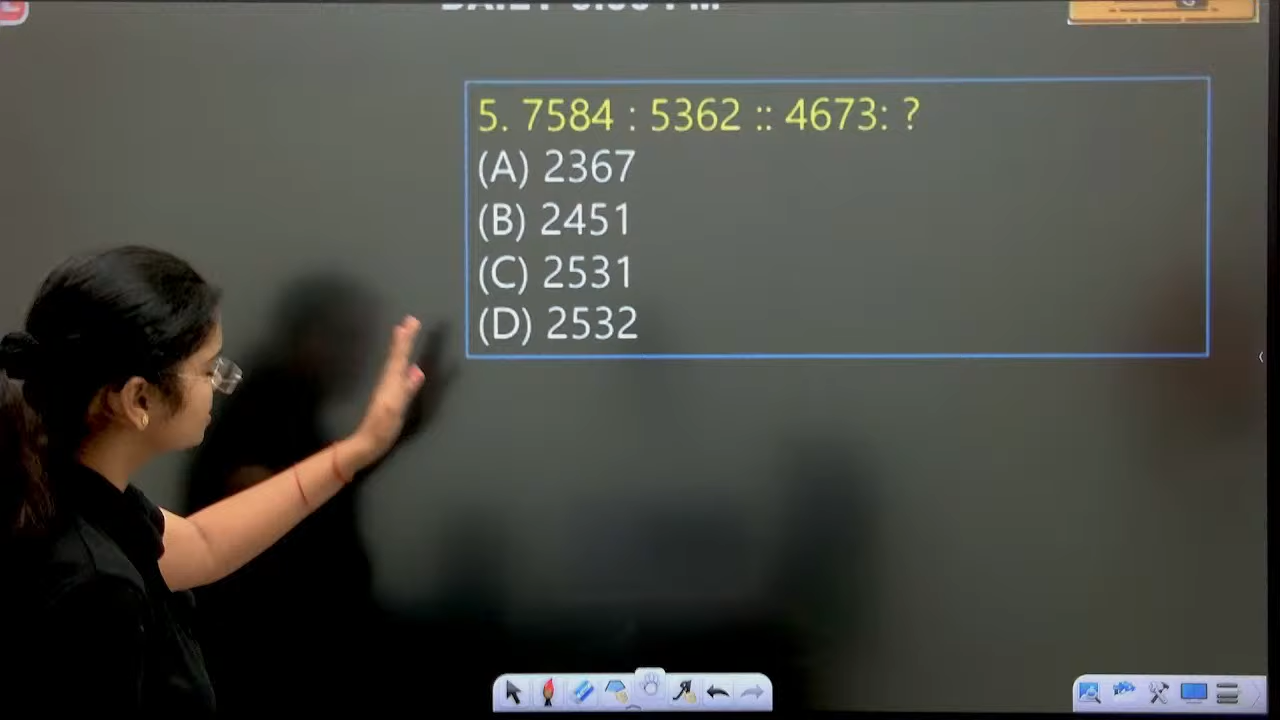 5. 7584 : 5362 :: 4673: ?
(A) 2367
(B) 2451
(C) 2531
(D) 2532